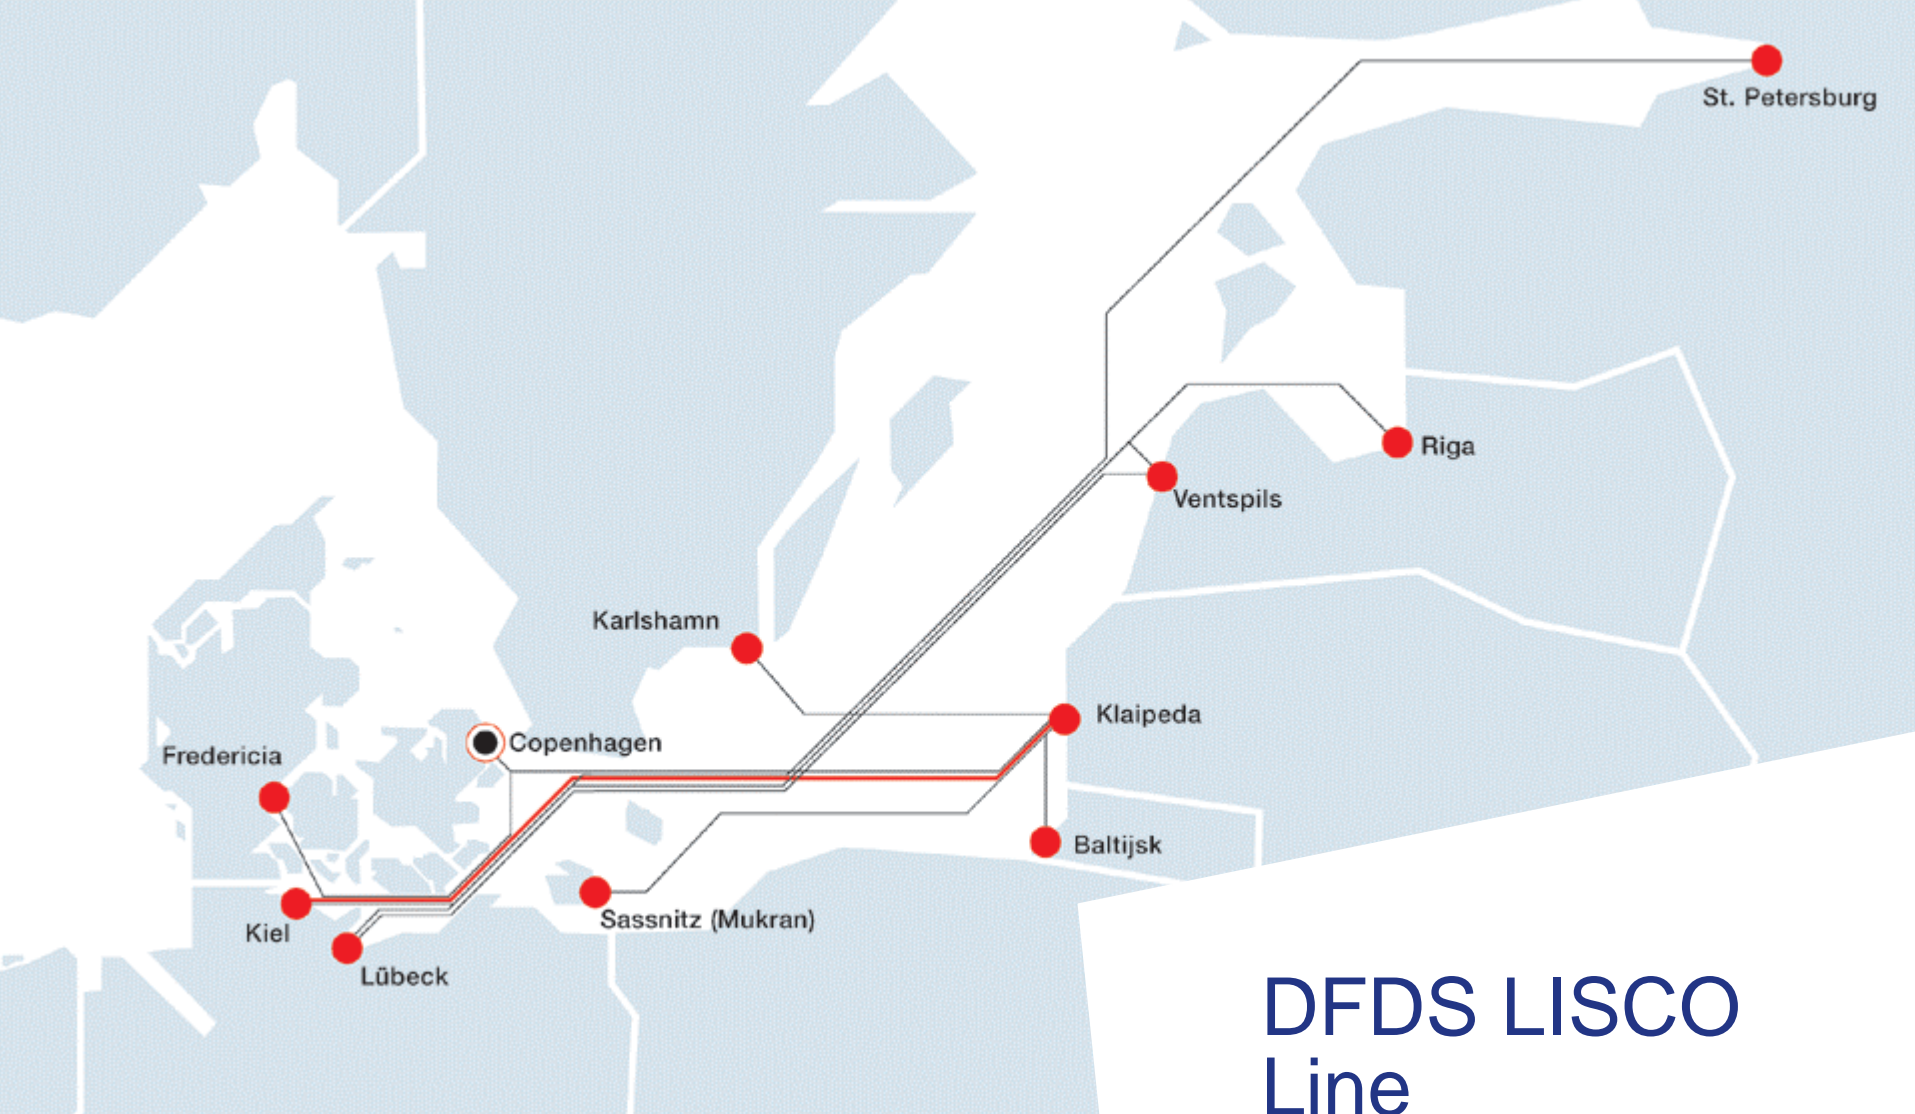 St. Petersburg
Riga
Ventspils
Karlshamn
Klaipeda
Copenhagen
Fredericia
Baltijsk
Sassnitz (Mukran)
Kiel
Lübeck
DFDS LISCO
Line